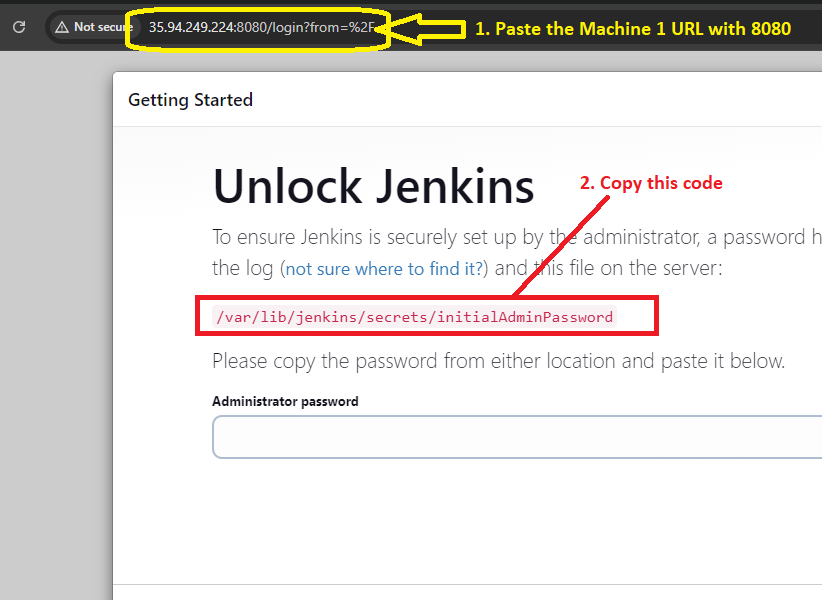 Not secure 35.94.249.224:8080/login?from=%2F 1. Paste the Machine 1 URL with 8080
Getting Started
Unlock Jenkins
2. Copy this code
To ensure Jenkins is securely set up by the administrator, a password
the log (not sure where to find it?) and this file on the server:
/var/lib/jenkins/secrets/initialAdminPassword
Please copy the password from either location and paste it below.
Administrator password